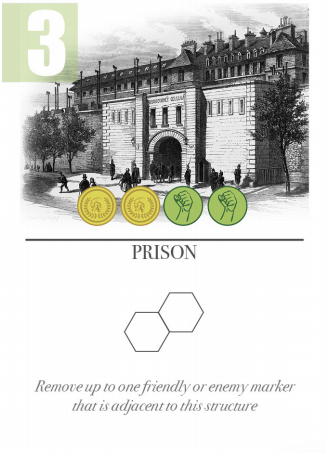 3
PRISON
Remove up to one friendly or enemy marker
that is adjacent to this structure